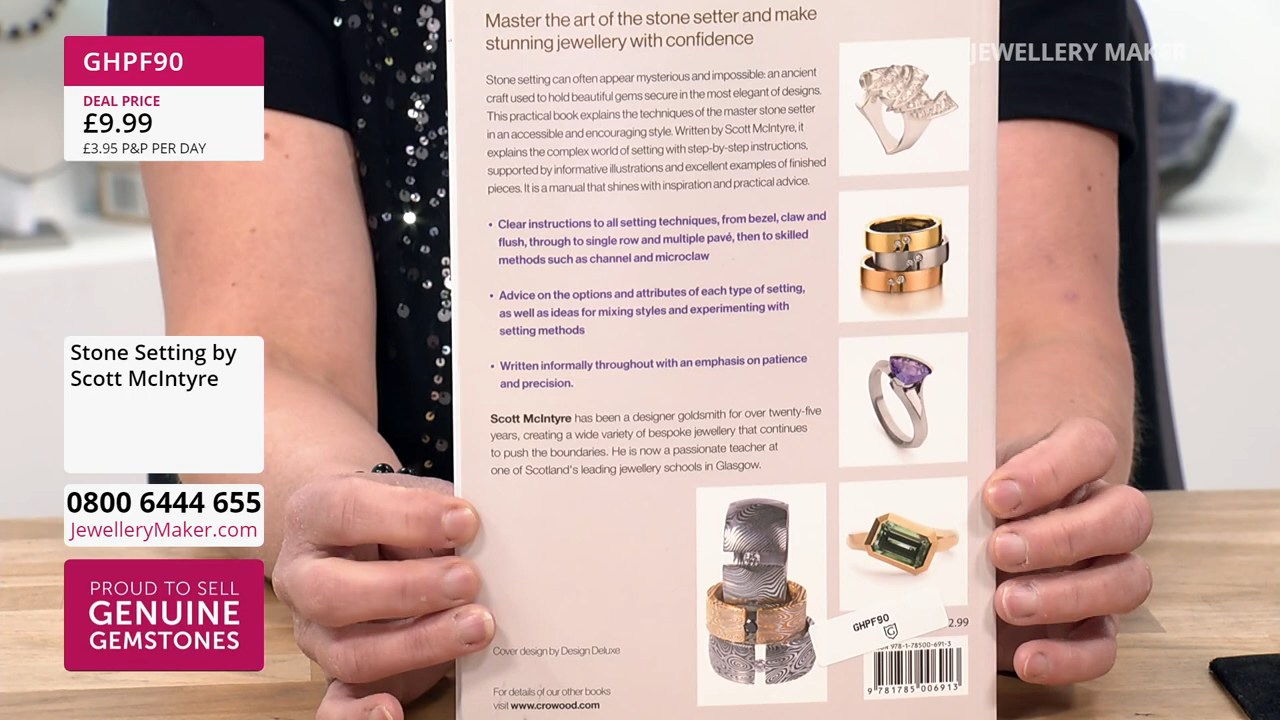 GHPF90
DEAL PRICE
£9.99
£3.95 P&P PER DAY
Stone Setting by
Scott McIntyre
0800 6444 655
JewelleryMaker.com
PROUD TO SELL
GENUINE
GEMSTONES
JEWELLERY MAKER
Master the art of the stone setter and make
stunning jewellery with confidence
Stone setting can often appear mysterious and impossible: an ancient
craft used to hold beautiful gems secure in the most elegant of designs.
This practical book explains the techniques of the master stone setter
in an accessible and encouraging style. Written by Scott McIntyre, it
explains the complex world of setting with step-by-step instructions,
supported by informative illustrations and excellent examples of finished
pieces. It is a manual that shines with inspiration and practical advice.
• Clear instructions to all setting techniques, from bezel, claw and
flush, through to single row and multiple pavé, then to skilled
methods such as channel and microclaw
• Advice on the options and attributes of each type of setting,
as well as ideas for mixing styles and experimenting with
setting methods
• Written informally throughout with an emphasis on patience
and precision.
Scott McIntyre has been a designer goldsmith for over twenty-five
years, creating a wide variety of bespoke jewellery that continues
to push the boundaries. He is now a passionate teacher at
one of Scotland's leading jewellery schools in Glasgow.
Cover design by Design Deluxe
For details of our other books
visit www.crowood.com
GHPF90
2.99
978-1-78500-691-3
9 781785 006913